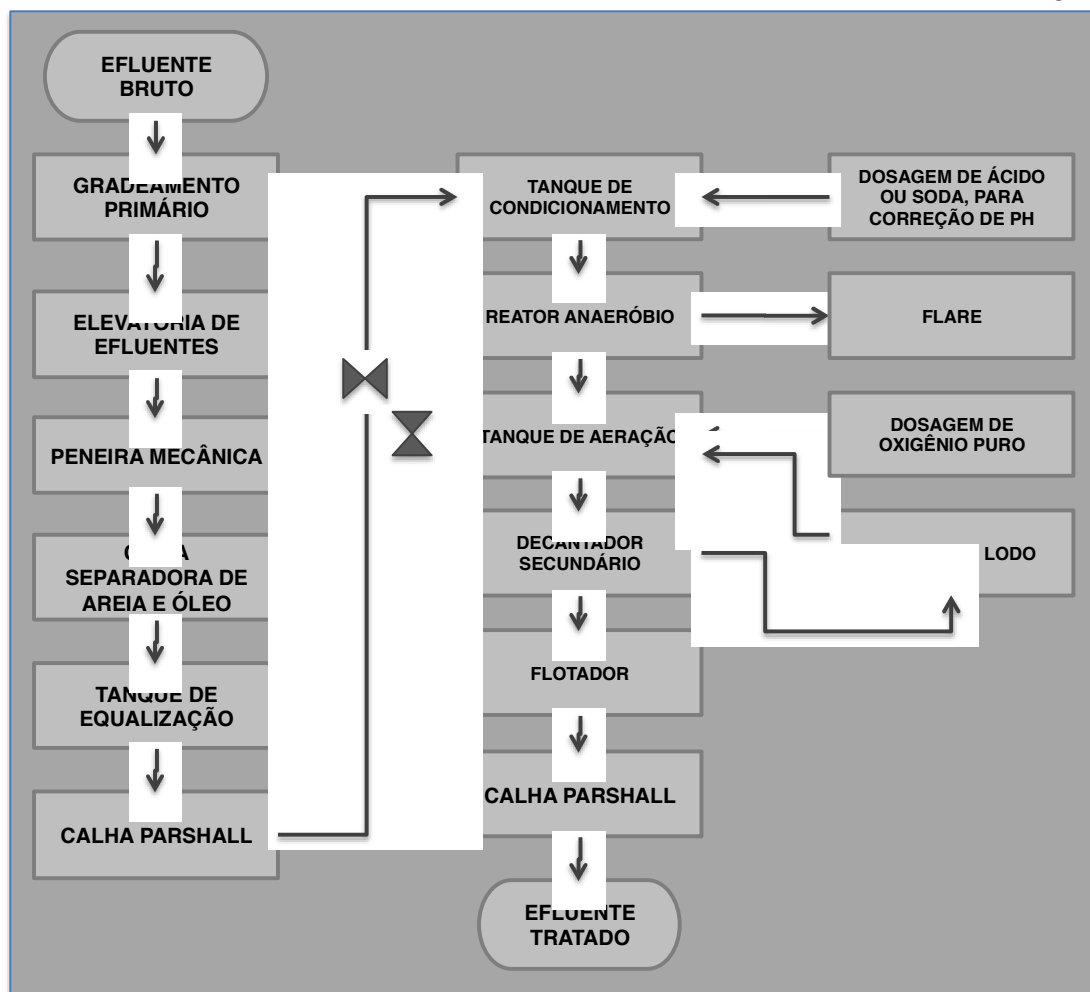 EFLUENTE
BRUTO
GRADEAMENTO
PRIMÁRIO
ELEVATÓRIA DE
EFLUENTES
PENEIRA MECÂNICA
SEPARADORA DE
AREIA E ÓLEO
TANQUE DE
EQUALIZAÇÃO
CALHA PARSHALL
TANQUE DE
CONDICIONAMENTO
REATOR ANAERÓBIO
TANQUE DE AERAÇÃO
DECANTADOR
SECUNDÁRIO
FLOTADOR
CALHA PARSHALL
EFLUENTE
TRATADO
DOSAGEM DE ÁCIDO
OU SODA, PARA
CORREÇÃO DE PH
FLARE
DOSAGEM DE
OXIGÊNIO PURO
LODO